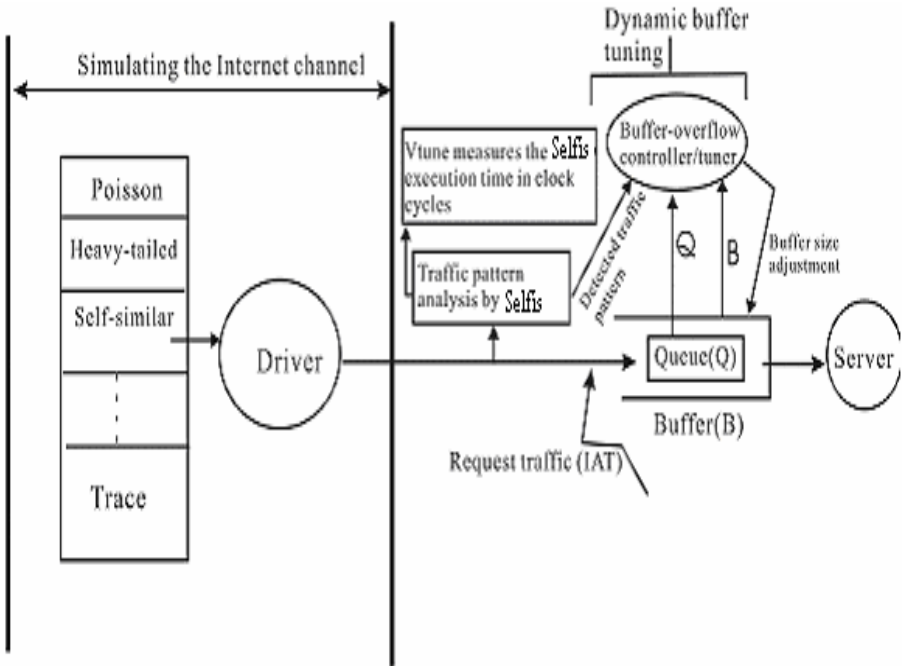 Dynamic buffer
tuning
Simulating the Internet channel
Poisson
Heavy-tailed
Self-similar
Trace
Driver
Vtune measures the Selfis
execution time in clock
cycles
Traffic pattern
analysis by Selfis
Buffer-overflow
controller/tuner
Detected traffic
pattern
Q
B
Buffer size
adjustment
Queue(Q)
Buffer(B)
Server
Request traffic (IAT)